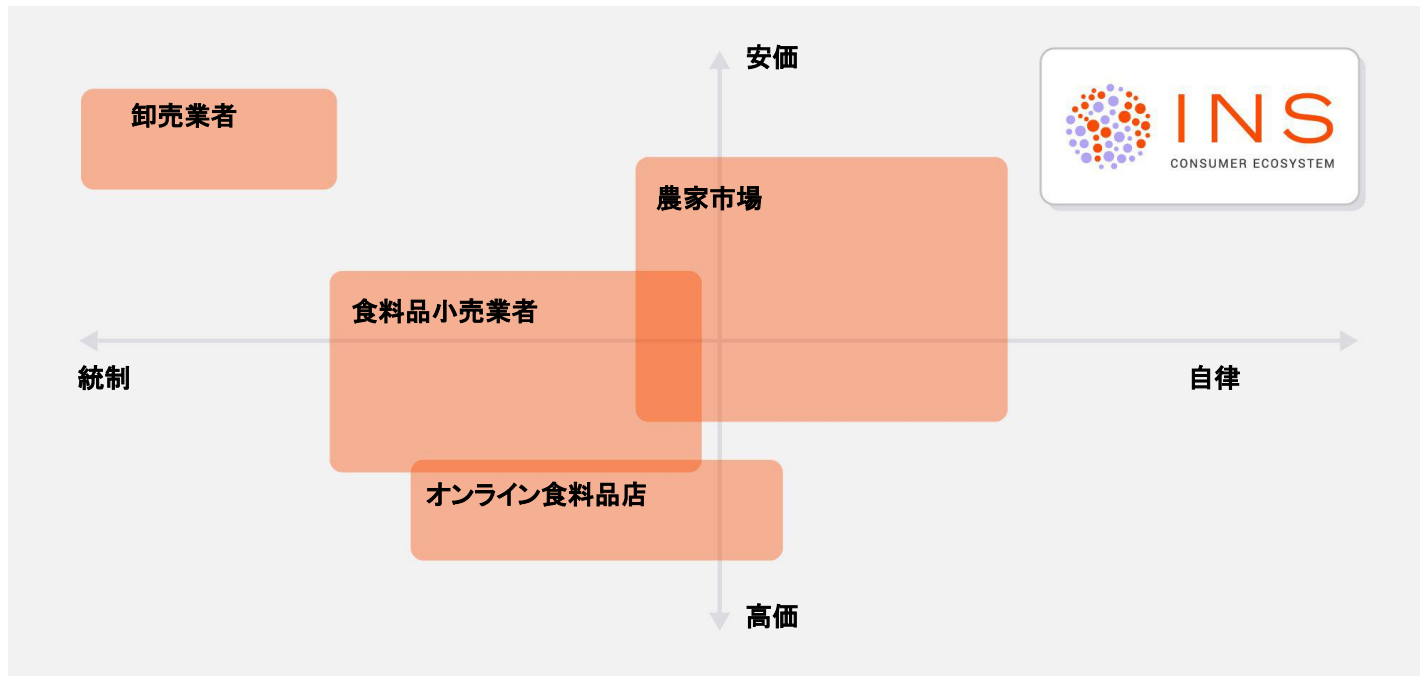 安価
卸売業者
INS
CONSUMER ECOSYSTEM
農家市場
食料品小売業者
統制
自律
オンライン食料品店
高価